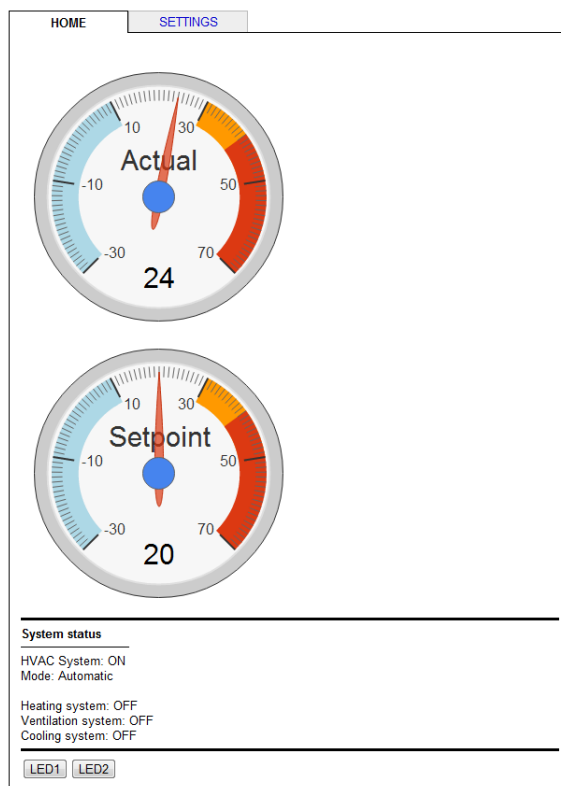 HOME SETTINGS
10 30
Actual
-10 50
-30 70
24
10 30
Setpoint
-10 50
-30 70
20
System status
HVAC System: ON
Mode: Automatic
Heating system: OFF
Ventilation system: OFF
Cooling system: OFF
LED1 LED2